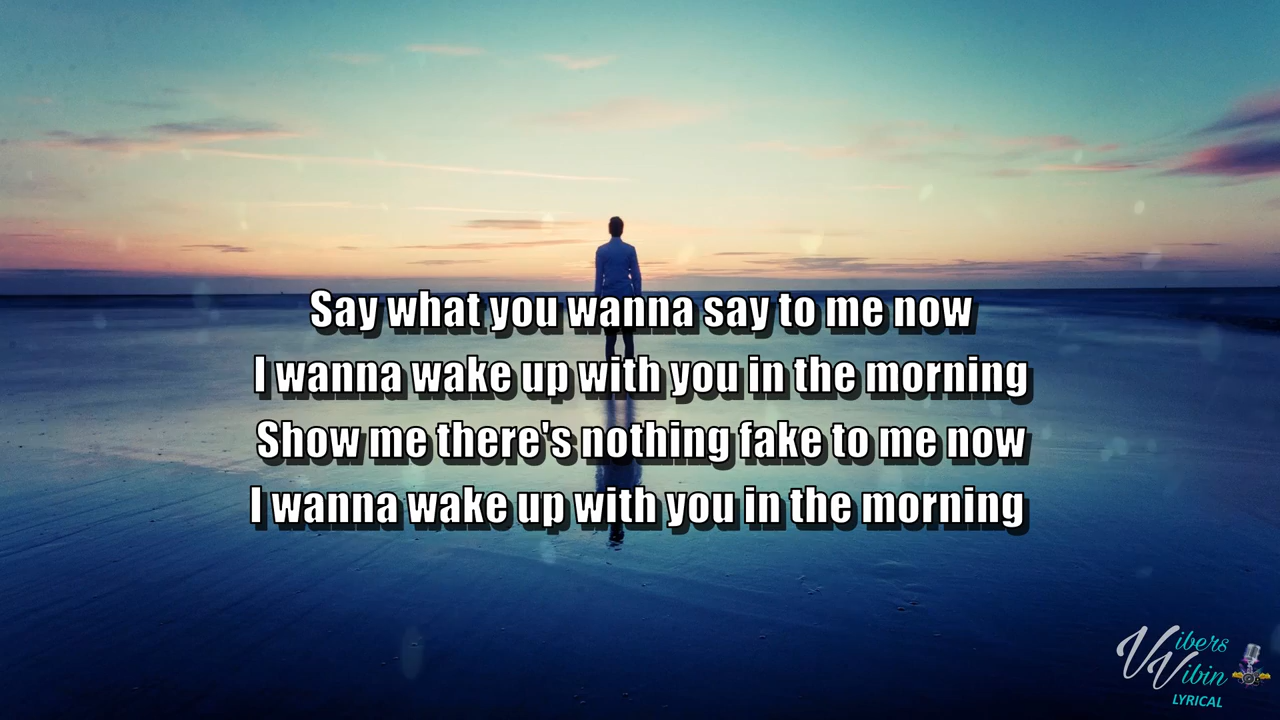 Say what you wanna say to me now
I wanna wake up with you in the morning
Show me there's nothing fake to me now
I wanna wake up with you in the morning
Vibers
Vibin
LYRICAL